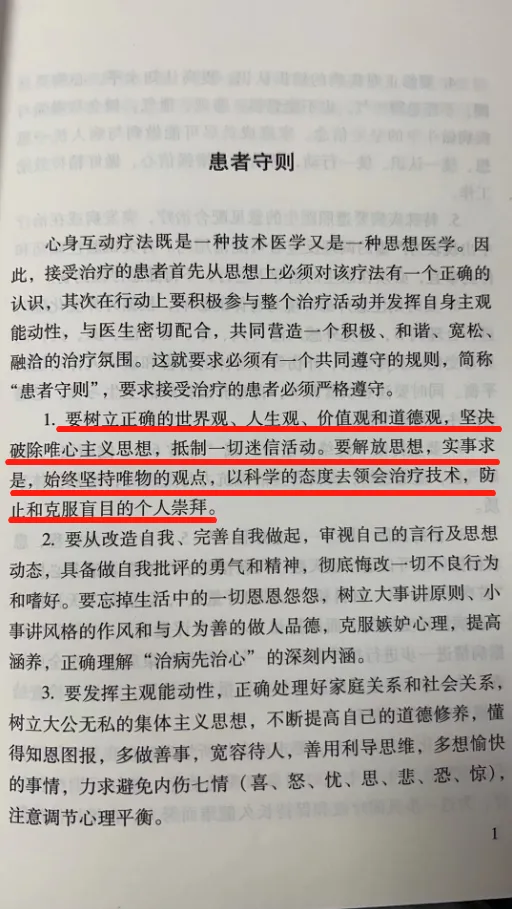 患者守则
心身互动疗法既是一种技术医学又是一种思想医学。因
此，接受治疗的患者首先从思想上必须对该疗法有一个正确的
认识，其次在行动上要积极参与整个治疗活动并发挥自身主观
能动性，与医生密切配合，共同营造一个积极、和谐、宽松、
融洽的治疗氛围。这就要求必须有一个共同遵守的规则，简称
“患者守则”，要求接受治疗的患者必须严格遵守。
1. 要树立正确的世界观、人生观、价值观和道德观，坚决
破除唯心主义思想，抵制一切迷信活动。要解放思想，实事求
是，始终坚持唯物的观点，以科学的态度去领会治疗技术，防
止和克服盲目的个人崇拜。
2. 要从改造自我、完善自我做起，审视自己的言行及思想
动态，具备做自我批评的勇气和精神，彻底悔改一切不良行为
和嗜好。要忘掉生活中的一切恩恩怨怨，树立大事讲原则、小
事讲风格的作风和与人为善的做人品德，克服嫉妒心理，提高
涵养，正确理解“治病先治心”的深刻内涵。
3. 要发挥主观能动性，正确处理好家庭关系和社会关系，
树立大公无私的集体主义思想，不断提高自己的道德修养，懂
得知恩图报，多做善事，宽容待人，善用利导思维，多想愉快
的事情，力求避免内伤七情（喜、怒、忧、思、悲、恐、惊），
注意调节心理平衡。
1